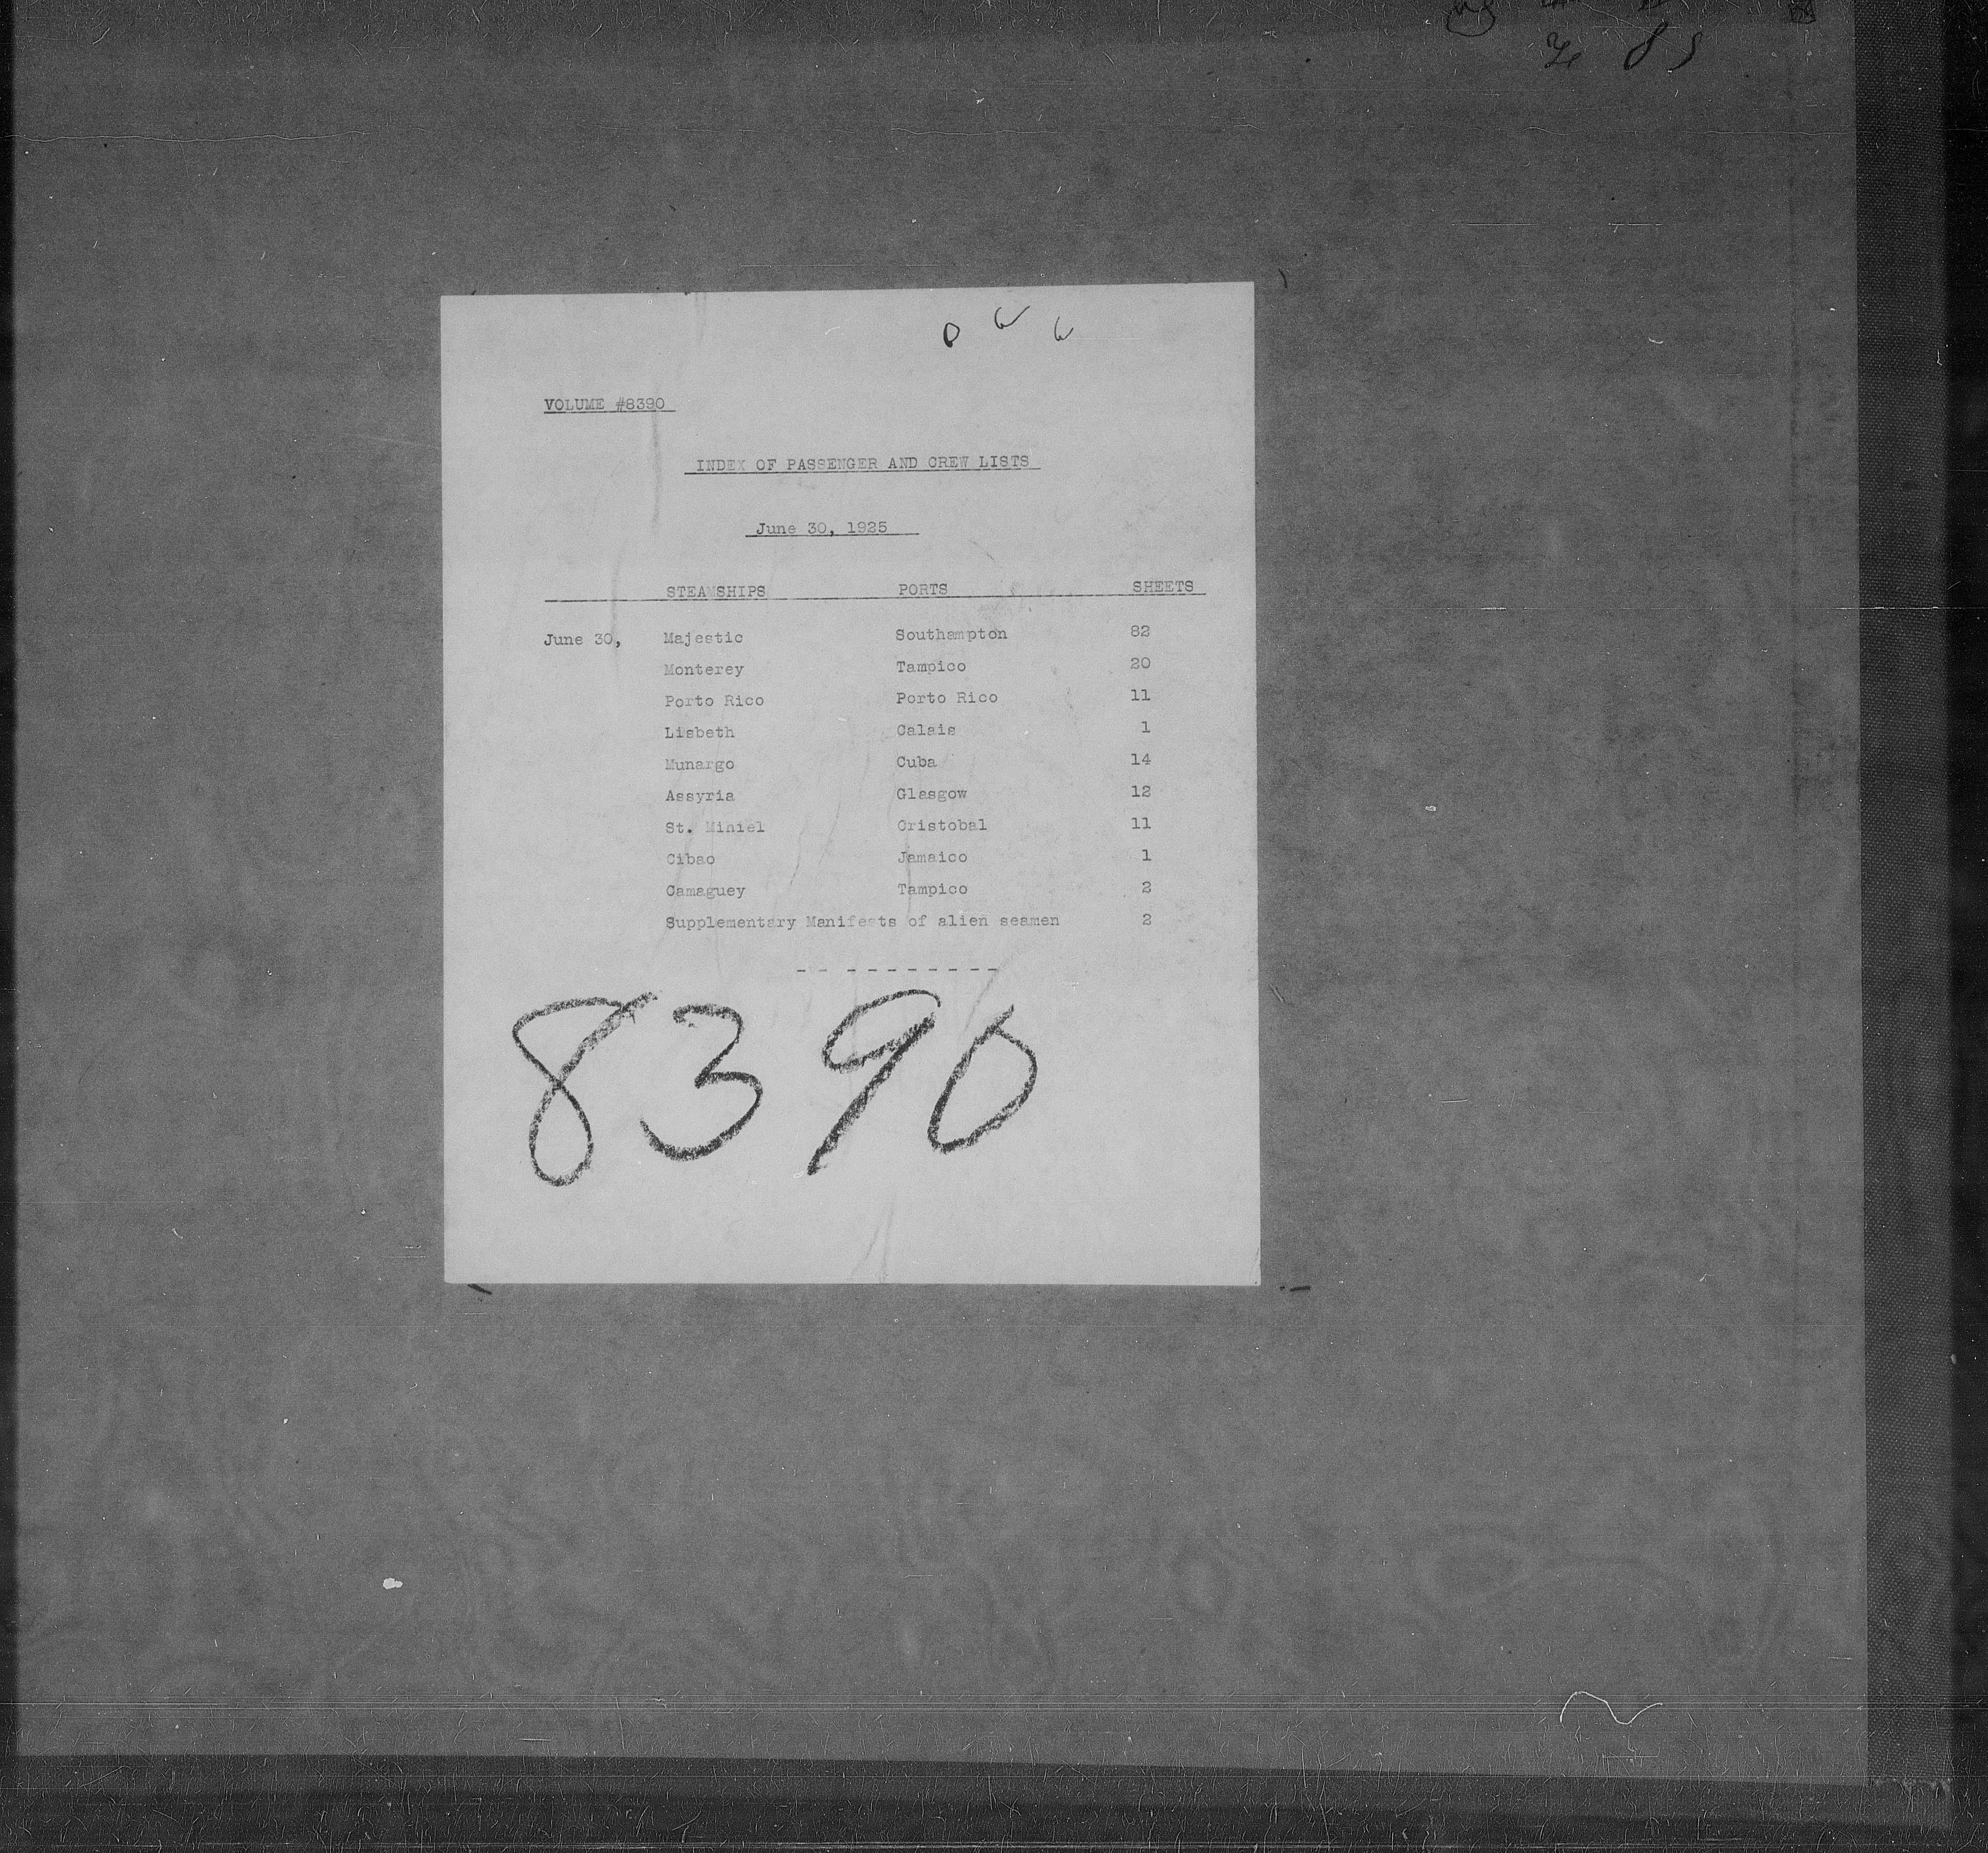 VOLUME #8390
INDEX OF PASSENGER AND CREW LISTS
June 30, 1925
STEAMSHIPS PORTS SHEETS
June 30, Majestic Southampton 82
Monterey Tampico 20
Porto Rico Porto Rico 11
Lisbeth Calais 1
Munargo Cuba 14
Assyria Glasgow 12
St. Mihiel Cristobal 11
Cibao Jamaico 1
Camaguey Tampico 2
Supplementary Manifests of alien seamen 2
-- ----------
8390